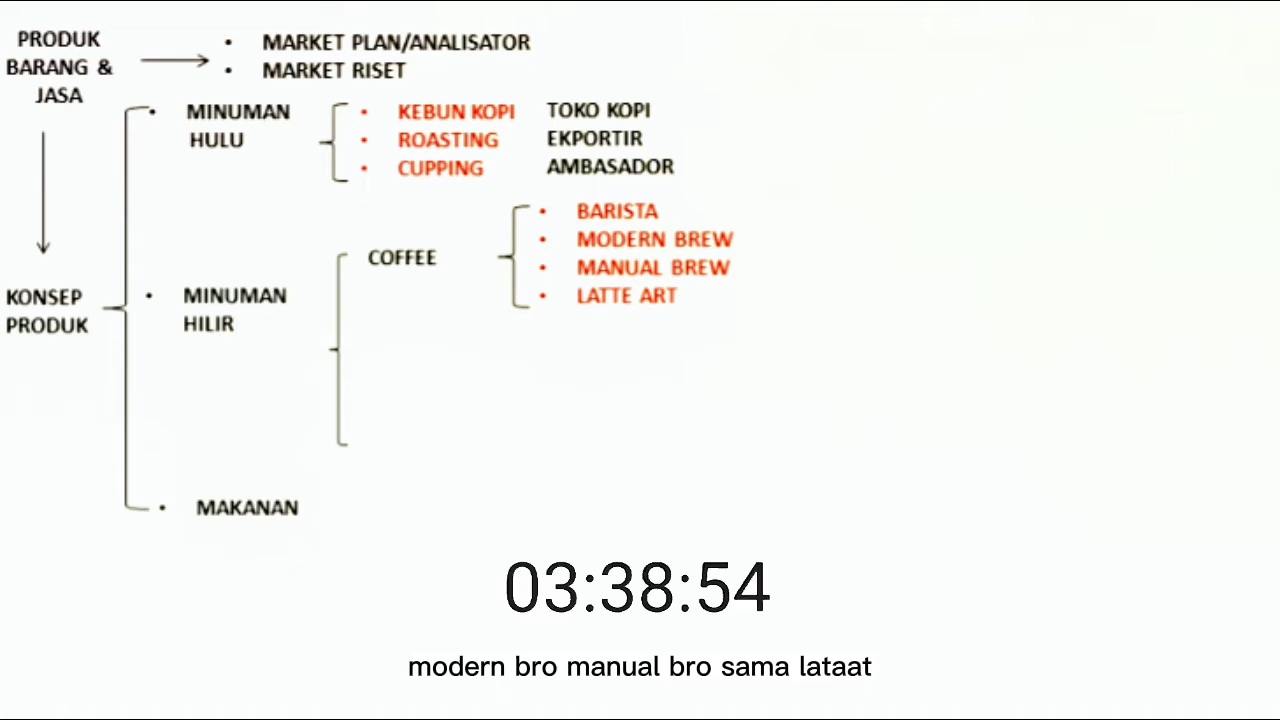 PRODUK
BARANG &
JASA
• MARKET PLAN/ANALISATOR
• MARKET RISET
• MINUMAN
HULU
• KEBUN KOPI TOKO KOPI
• ROASTING EKPORTIR
• CUPPING AMBASADOR
KONSEP
PRODUK
• MINUMAN
HILIR
COFFEE
• BARISTA
• MODERN BREW
• MANUAL BREW
• LATTE ART
• MAKANAN
03:38:54
modern bro manual bro sama lataat